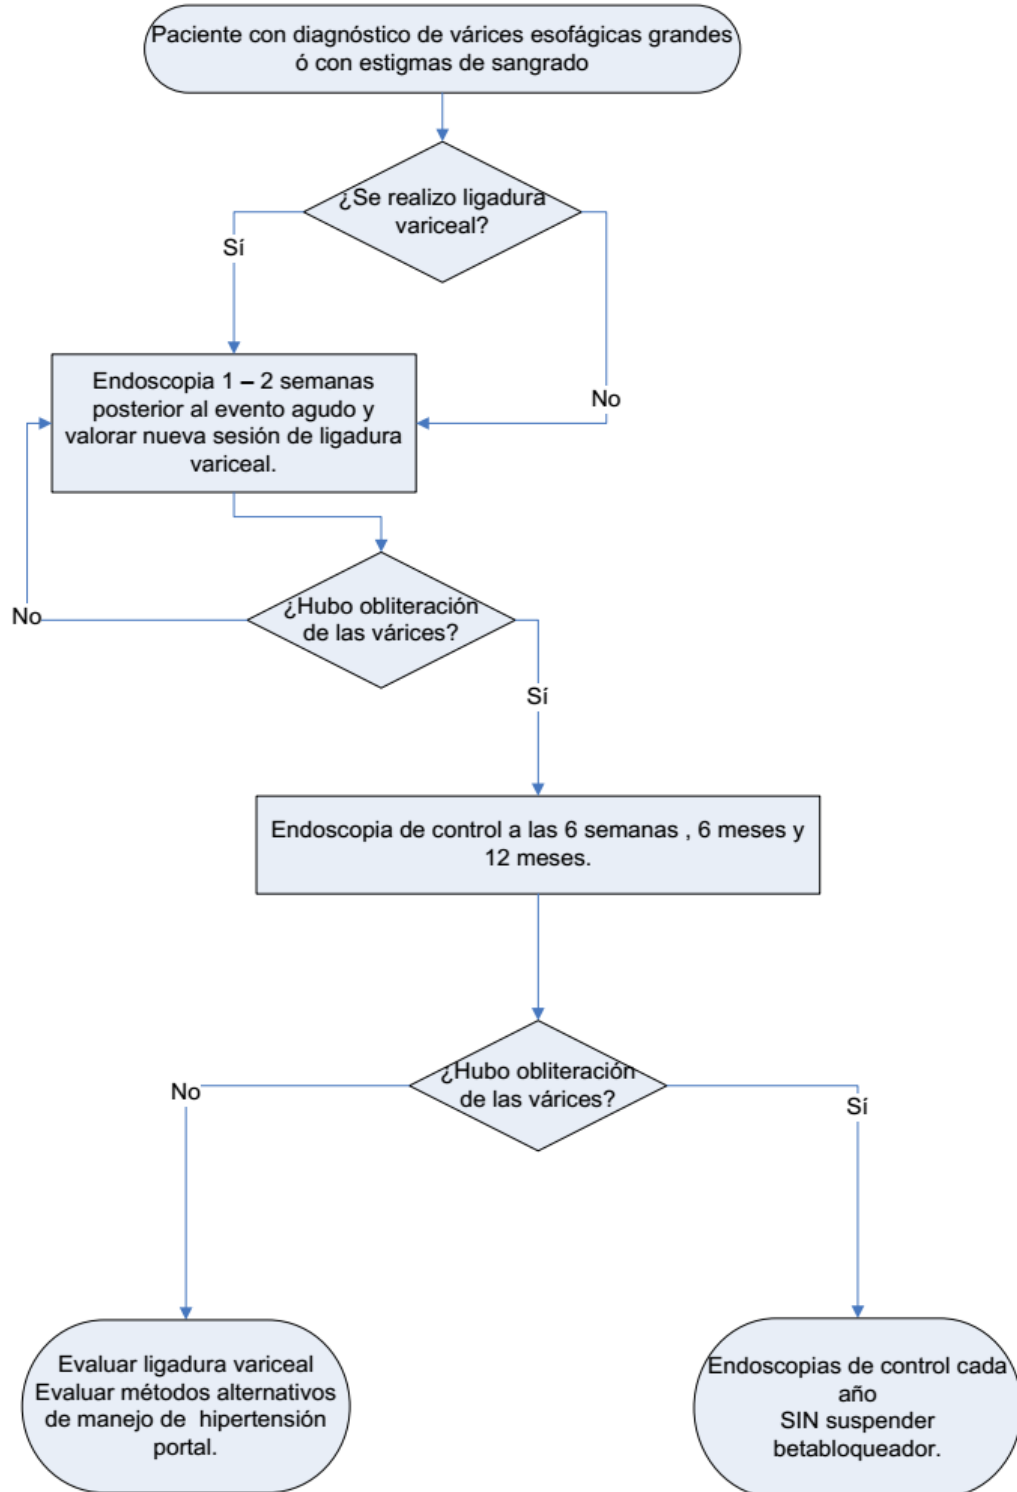 Paciente con diagnóstico de várices esofágicas grandes
ó con estigmas de sangrado
¿Se realizo ligadura
variceal?
Sí
No
Endoscopia 1 – 2 semanas
posterior al evento agudo y
valorar nueva sesión de ligadura
variceal.
¿Hubo obliteración
de las várices?
No
Sí
Endoscopia de control a las 6 semanas , 6 meses y
12 meses.
¿Hubo obliteración
de las várices?
No
Sí
Evaluar ligadura variceal
Evaluar métodos alternativos
de manejo de hipertensión
portal.
Endoscopias de control cada
año
SIN suspender
betabloqueador.